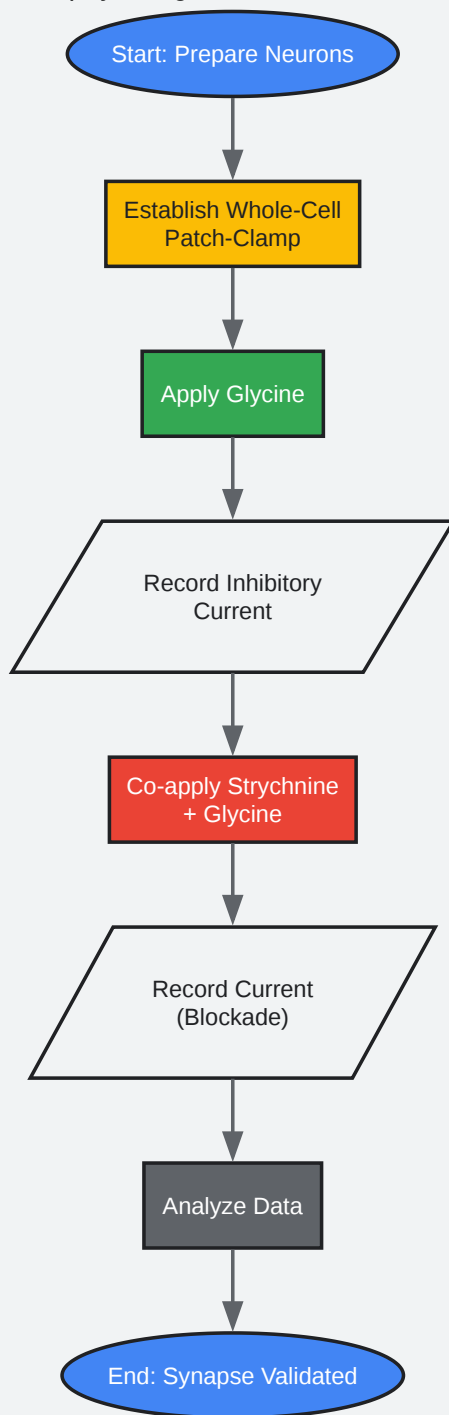 Start: Prepare Neurons
Establish Whole-Cell
Patch-Clamp
Apply Glycine
Record Inhibitory
Current
Co-apply Strychnine
+ Glycine
Record Current
(Blockade)
Analyze Data
End: Synapse Validated